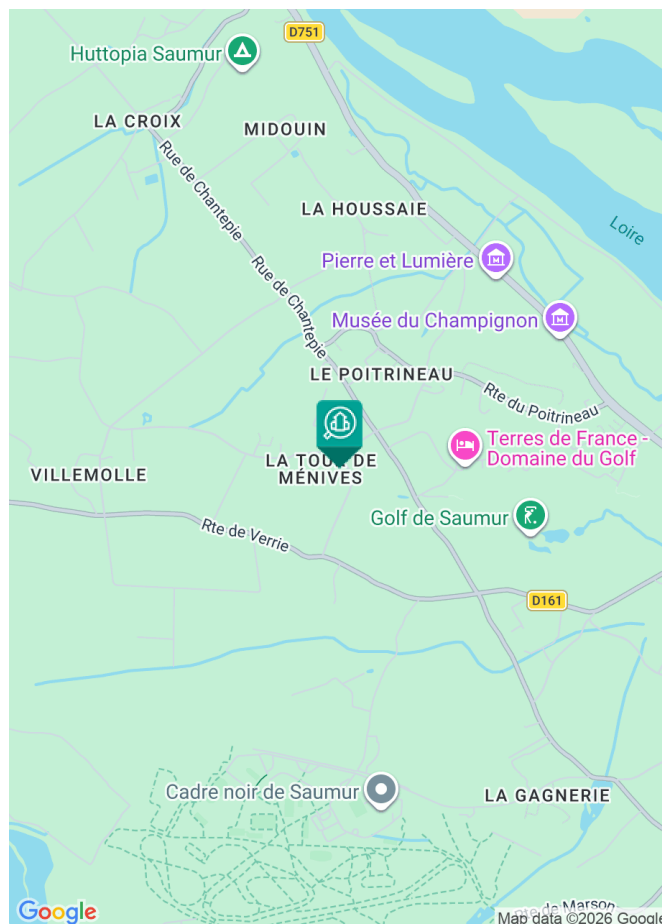 D751
Huttopia Saumur
LA CROIX
MIDOUIN
Rue de Chantepie
LA HOUSSAIE
Loire
Pierre et Lumière
Rue de Chantepie
Musée du Champignon
LE POITRINEAU
Rte du Poitrineau
Terres de France -
Domaine du Golf
LA TOUR DE
MÉNIVES
VILLEMOLLE
Golf de Saumur
Rte de Verrie
D161
Cadre noir de Saumur
LA GAGNERIE
de Marson
Google
Map data ©2026 Google